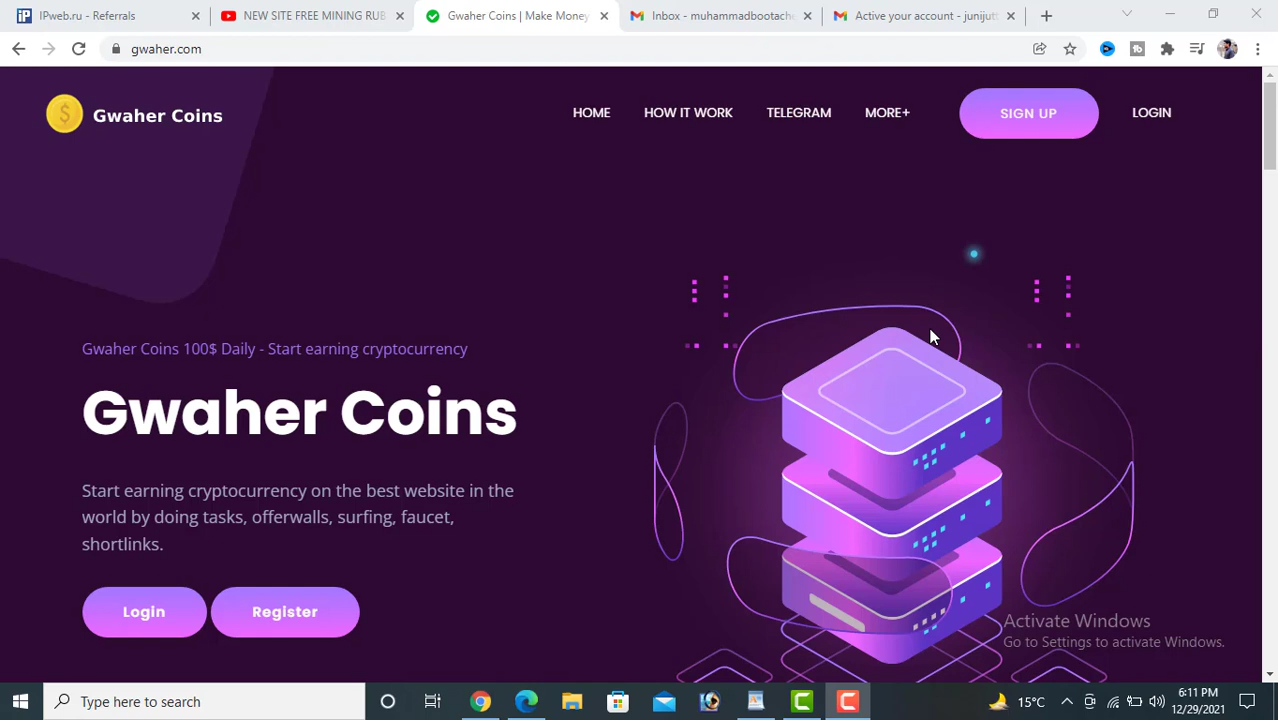 IPweb.ru - Referrals
NEW SITE FREE MINING RUB
Gwaher Coins | Make Money
Inbox - muhammadbootache
Active your account - junijutt
gwaher.com
Gwaher Coins
HOME
HOW IT WORK
TELEGRAM
MORE+
SIGN UP
LOGIN
Gwaher Coins 100$ Daily - Start earning cryptocurrency
Gwaher Coins
Start earning cryptocurrency on the best website in the
world by doing tasks, offerwalls, surfing, faucet,
shortlinks.
Login
Register
Activate Windows
Go to Settings to activate Windows.
Type here to search
15°C
6:11 PM
12/29/2021